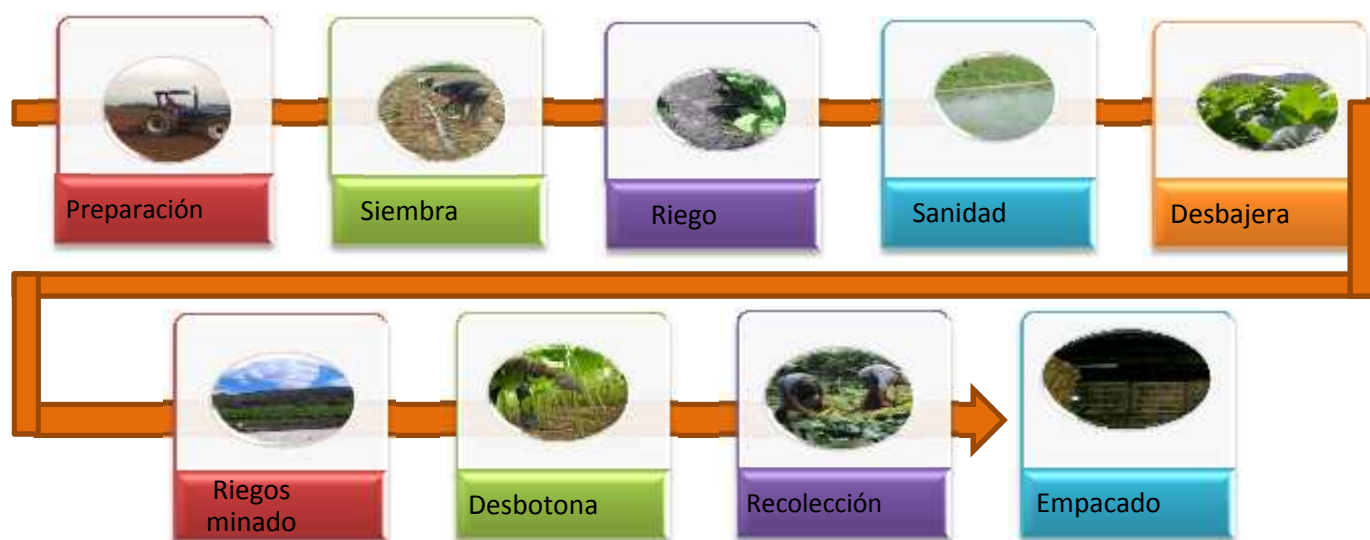 Preparación
Siembra
Riego
Sanidad
Desbajera
Riegos
minado
Desbotona
Recolección
Empacado